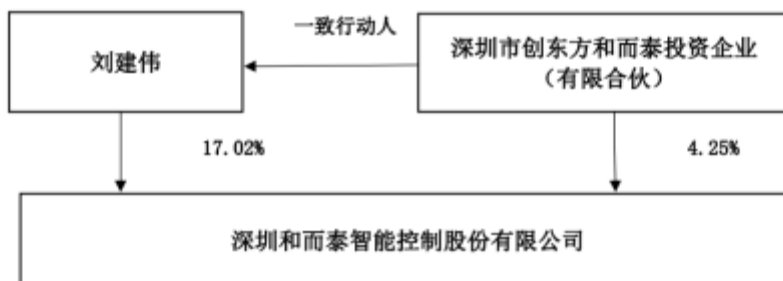 一致行动人
刘建伟
深圳市创东方和而泰投资企业
（有限合伙）
17.02%
4.25%
深圳和而泰智能控制股份有限公司